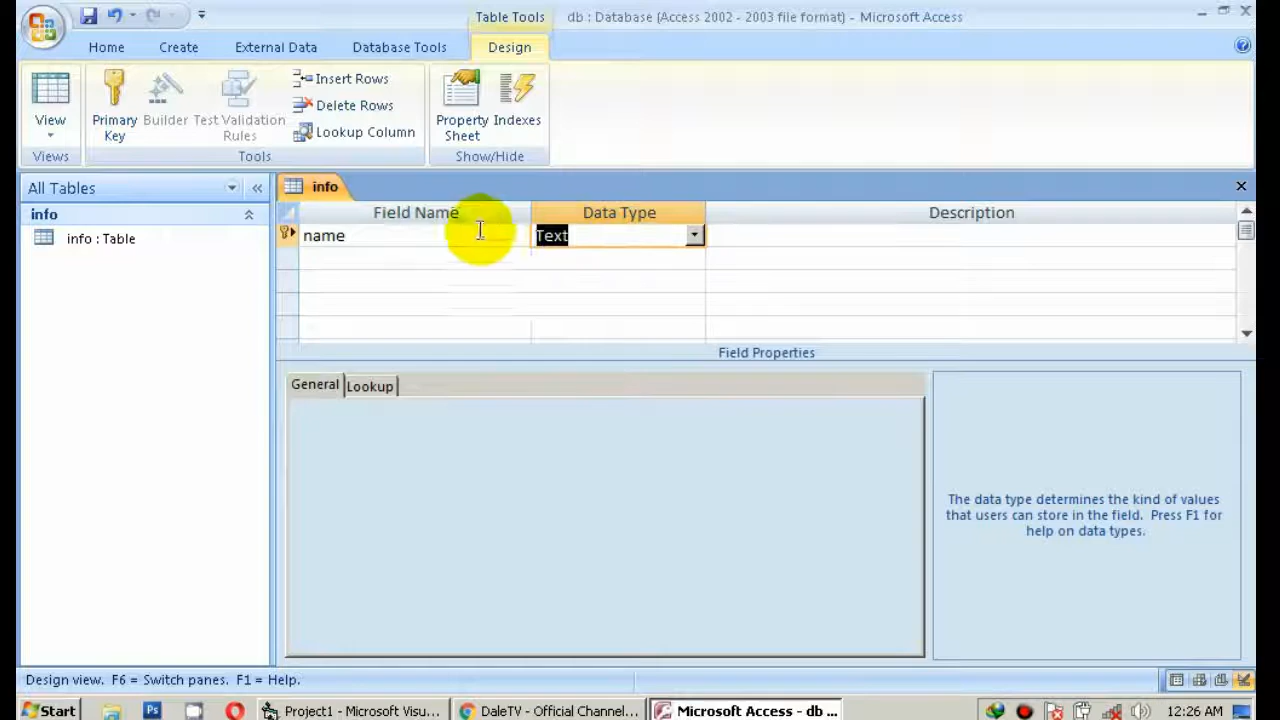 Table Tools
db : Database (Access 2002 - 2003 file format) - Microsoft Access
Home
Create
External Data
Database Tools
Design
View
Primary
Key
Builder
Test Validation
Rules
Insert Rows
Delete Rows
Lookup Column
Property
Sheet
Indexes
Views
Tools
Show/Hide
All Tables
info
info : Table
info
Field Name
Data Type
Description
name
Text
Field Properties
General
Lookup
The data type determines the kind of values
that users can store in the field. Press F1 for
help on data types.
Design view. F6 = Switch panes. F1 = Help.
Start
Ps
Project1 - Microsoft Visu...
DaleTV - Official Channel...
Microsoft Access - db ...
12:26 AM